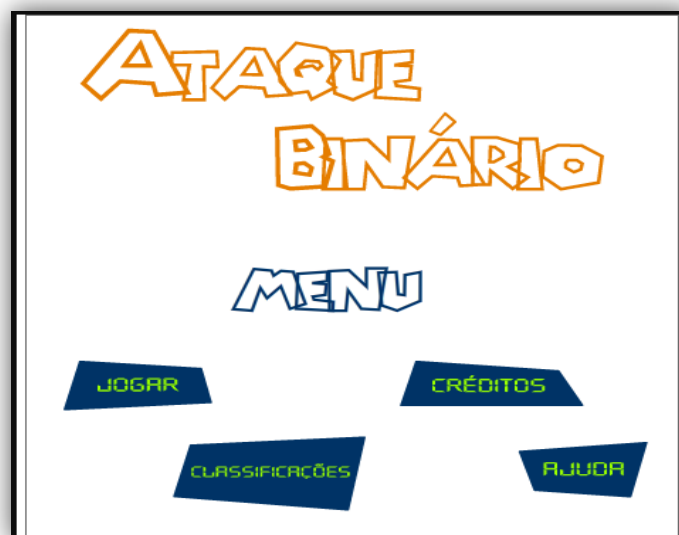 ATAQUE
BINÁRIO
MENU
JOGAR
CRÉDITOS
CLASSIFICAÇÕES
AJUDA